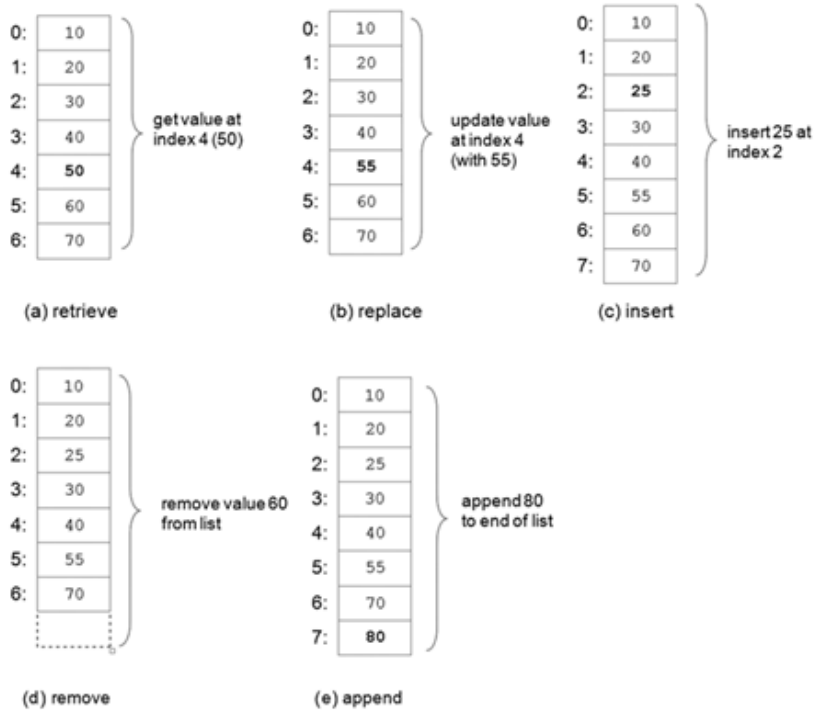 0: 10
1: 20
2: 30
3: 40
4: 50
5: 60
6: 70
get value at
index 4 (50)
(a) retrieve
0: 10
1: 20
2: 30
3: 40
4: 55
5: 60
6: 70
update value
at index 4
(with 55)
(b) replace
0: 10
1: 20
2: 25
3: 30
4: 40
5: 55
6: 60
7: 70
insert 25 at
index 2
(c) insert
0: 10
1: 20
2: 25
3: 30
4: 40
5: 55
6: 70
remove value 60
from list
(d) remove
0: 10
1: 20
2: 25
3: 30
4: 40
5: 55
6: 70
7: 80
append 80
to end of list
(e) append